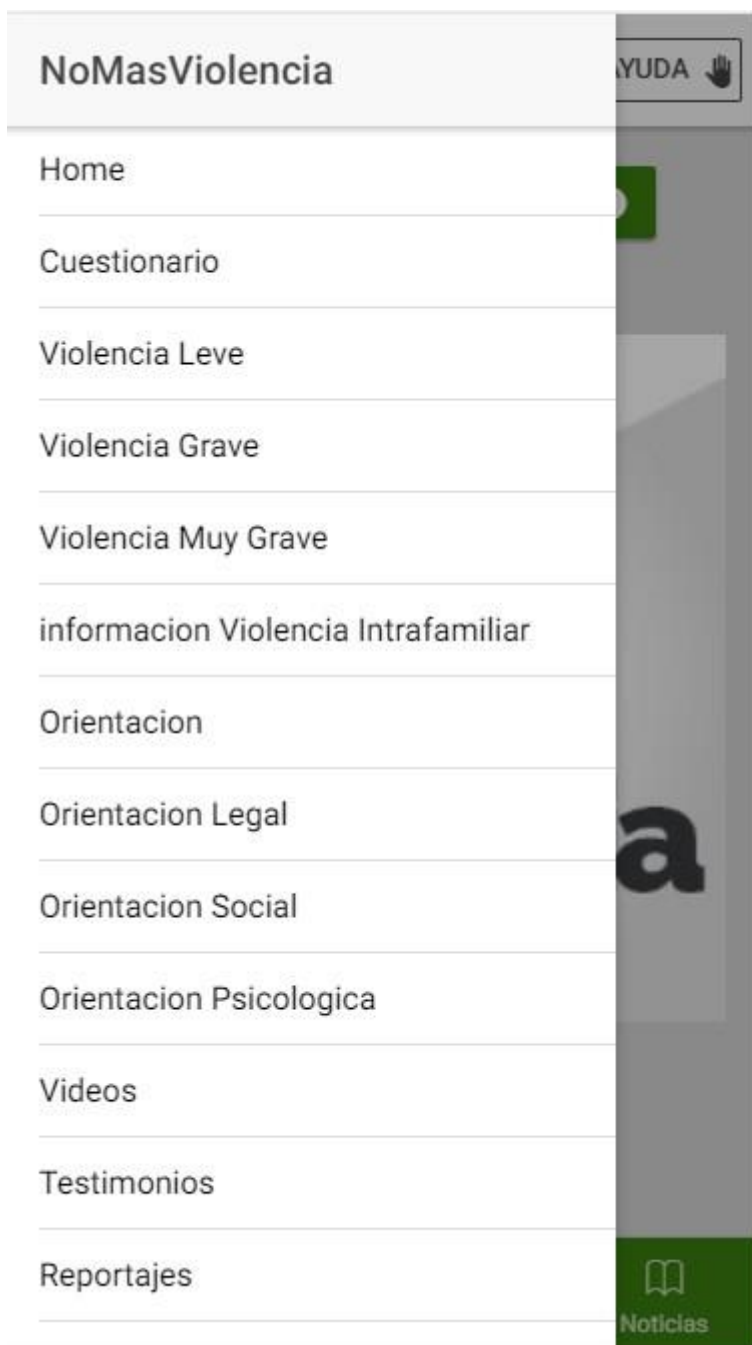 NoMasViolencia
AYUDA
Home
Cuestionario
Violencia Leve
Violencia Grave
Violencia Muy Grave
informacion Violencia Intrafamiliar
Orientacion
Orientacion Legal
a
Orientacion Social
Orientacion Psicologica
Videos
Testimonios
Reportajes
Noticias